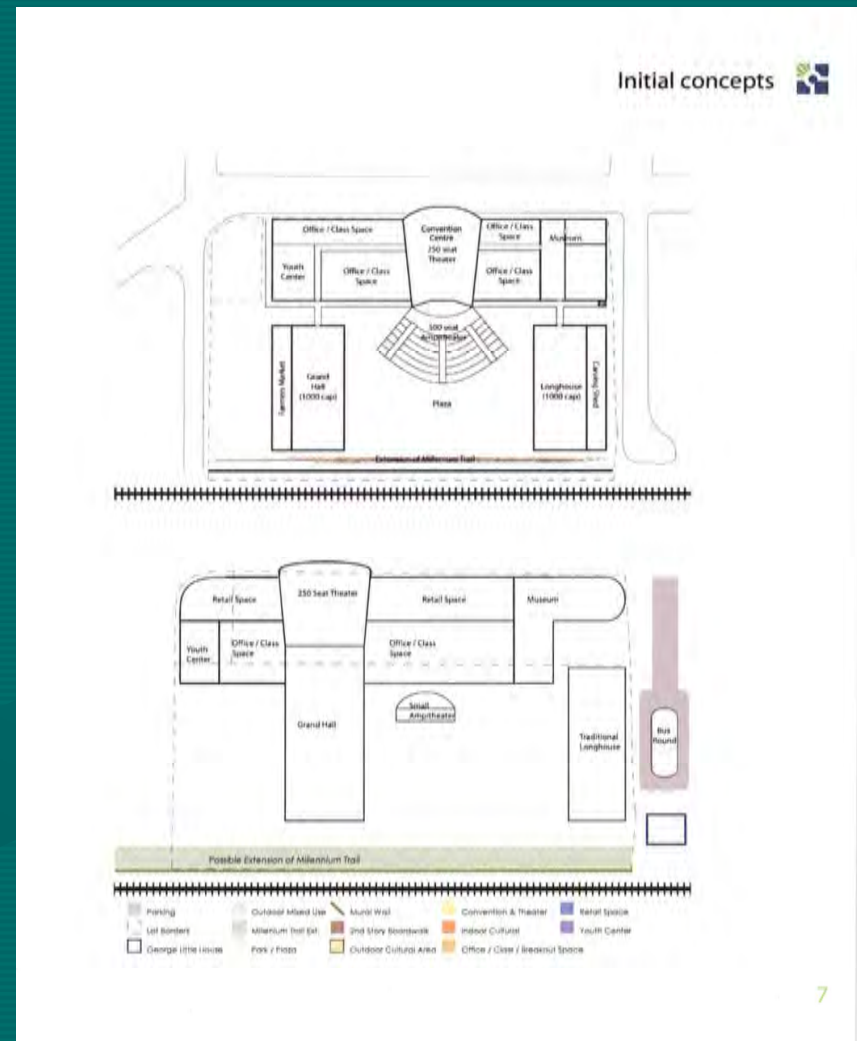 Initial concepts
Office / Class Space
Convention
Centre
250 seat
Theater
Office / Class
Space
Museum
Youth
Center
Office / Class
Space
Office / Class
Space
500 seat
Ampitheater
Farmers Market
Grand
Hall
(1000 cap)
Plaza
Longhouse
(1000 cap)
Carving Shed
Extension of Millennium Trail
Retail Space
250 Seat Theater
Retail Space
Museum
Youth
Center
Office / Class
Space
Office / Class
Space
Small
Ampitheater
Grand Hall
Traditional
Longhouse
Bus
Round
Possible Extension of Millennium Trail
Parking
Outdoor Mixed Use
Mural Wall
Convention & Theater
Retail Space
Lot Borders
Millenium Trail Ext.
2nd Story Boardwalk
Indoor Cultural
Youth Center
George Little House
Park / Plaza
Outdoor Cultural Area
Office / Class / Breakout Space
7